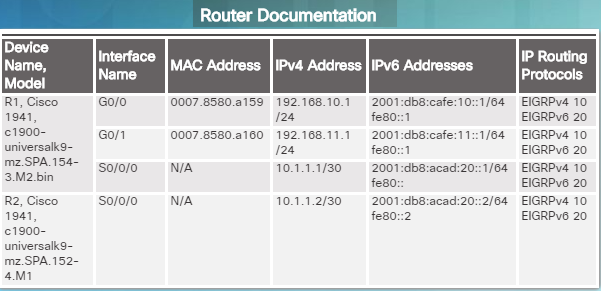 Router Documentation
Device Name, Model | Interface Name | MAC Address | IPv4 Address | IPv6 Addresses | IP Routing Protocols
R1, Cisco 1941, c1900-universalk9-mz.SPA.154-3.M2.bin | G0/0 | 0007.8580.a159 | 192.168.10.1/24 | 2001:db8:cafe:10::1/64 fe80::1 | EIGRPv4 10 EIGRPv6 20
G0/1 | 0007.8580.a160 | 192.168.11.1/24 | 2001:db8:cafe:11::1/64 fe80::1 | EIGRPv4 10 EIGRPv6 20
S0/0/0 | N/A | 10.1.1.1/30 | 2001:db8:acad:20::1/64 fe80:: | EIGRPv4 10 EIGRPv6 20
R2, Cisco 1941, c1900-universalk9-mz.SPA.152-4.M1 | S0/0/0 | N/A | 10.1.1.2/30 | 2001:db8:acad:20::2/64 fe80::2 | EIGRPv4 10 EIGRPv6 20